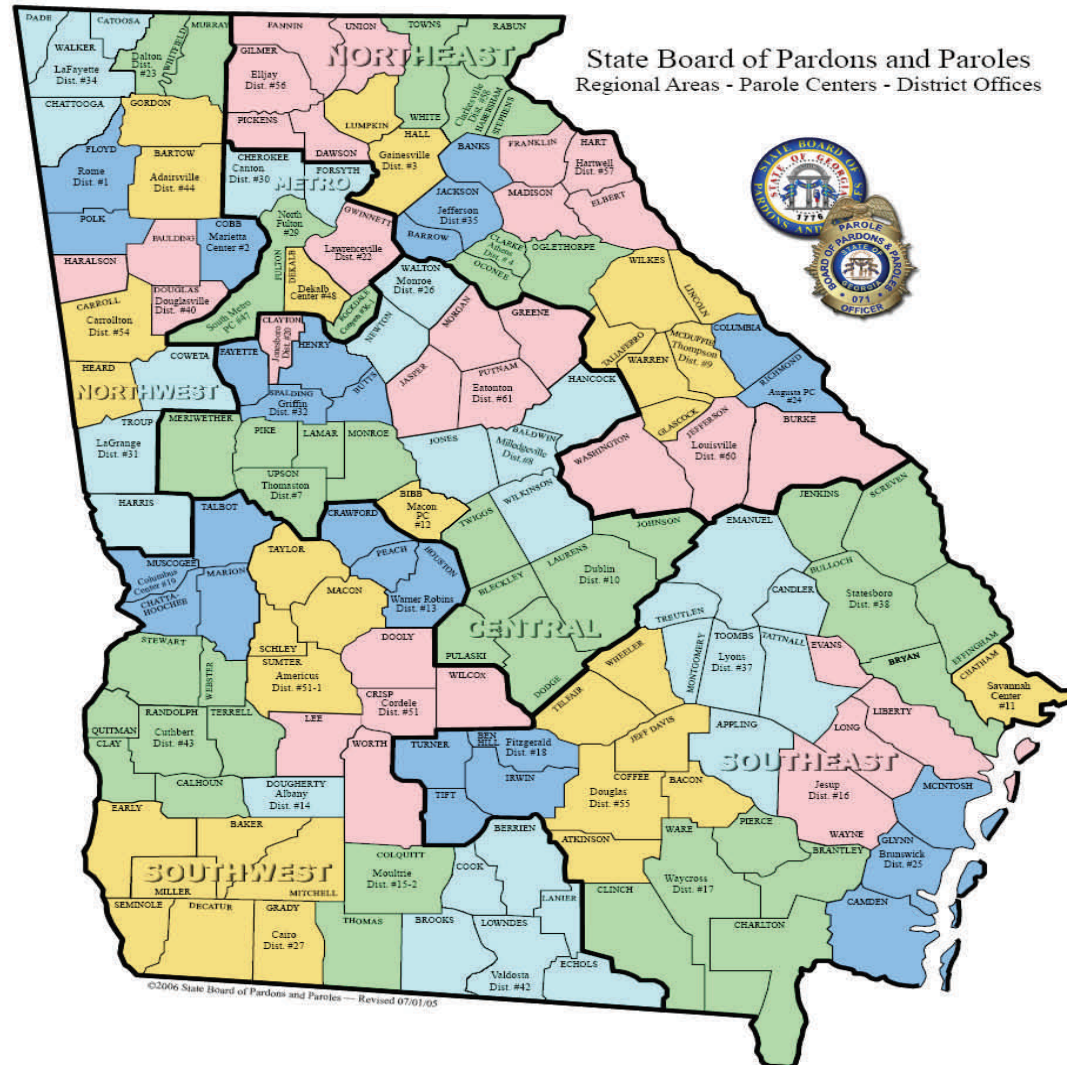 State Board of Pardons and Paroles
Regional Areas - Parole Centers - District Offices
STATE BOARD OF PARDONS AND
STATE OF GEORGIA
1776
PAROLE
BOARD OF PARDONS & PAROLES
STATE OF
GEORGIA
071
OFFICER
NORTHEAST
METRO
NORTHWEST
CENTRAL
SOUTHEAST
SOUTHWEST
DADE
CATOOSA
WALKER
LaFayette
Dist. #34
CHATTOOGA
WHITFIELD
MURRAY
Dalton
Dist.
#23
GORDON
FANNIN
UNION
GILMER
Elljay
Dist. #56
PICKENS
TOWNS
RABUN
WHITE
Clarkesville
Dist. #58
HABERSHAM
STEPHENS
LUMPKIN
DAWSON
HALL
Gainesville
Dist. #3
BANKS
FRANKLIN
HART
Hartwell
Dist. #57
FLOYD
Rome
Dist. #1
BARTOW
Adairsville
Dist. #44
CHEROKEE
Canton
Dist. #30
FORSYTH
JACKSON
Jefferson
Dist.#35
MADISON
ELBERT
POLK
PAULDING
COBB
Marietta
Center #2
North
Fulton
#29
GWINNETT
Lawrenceville
Dist. #22
BARROW
CLARKE
Athens
Dist. # 4
OCONEE
OGLETHORPE
HARALSON
CARROLL
Carrollton
Dist. #54
DOUGLAS
Douglasville
Dist. #40
FULTON
South Metro
PC #47
DEKALB
Dekalb
Center #48
ROCKDALE
WALTON
Monroe
Dist. #26
NEWTON
MORGAN
GREENE
WILKES
LINCOLN
TALIAFERRO
MCDUFFIE
Thompson
Dist. #9
WARREN
GLASCOCK
COLUMBIA
RICHMOND
Augusta PC
#24
HEARD
COWETA
FAYETTE
CLAYTON
Jonesboro
Dist. #20
HENRY
SPALDING
Griffin
Dist. #32
BUTTS
JASPER
PUTNAM
Eatonton
Dist. #61
HANCOCK
TROUP
LaGrange
Dist. #31
MERIWETHER
PIKE
LAMAR
MONROE
UPSON
Thomaston
Dist.#7
JONES
BALDWIN
Milledgeville
Dist.#8
WILKINSON
WASHINGTON
JEFFERSON
Louisville
Dist. #60
BURKE
HARRIS
TALBOT
CRAWFORD
BIBB
Macon
PC
#12
TWIGGS
JOHNSON
EMANUEL
JENKINS
SCREVEN
MUSCOGEE
Columbus
Center #19
CHATTA-
HOOCHEE
MARION
TAYLOR
MACON
PEACH
HOUSTON
Warner Robins
Dist. #13
BLECKLEY
LAURENS
Dublin
Dist. #10
TREUTLEN
CANDLER
BULLOCH
Statesboro
Dist. #38
EFFINGHAM
STEWART
WEBSTER
SCHLEY
SUMTER
Americus
Dist. #51-1
DOOLY
CRISP
Cordele
Dist. #51
PULASKI
WILCOX
DODGE
WHEELER
TELFAIR
MONTGOMERY
TOOMBS
Lyons
Dist. #37
TATTNALL
EVANS
BRYAN
CHATHAM
Savannah
Center
#11
QUITMAN
RANDOLPH
Cuthbert
Dist. #43
TERRELL
LEE
WORTH
TURNER
BEN
HILL
Fitzgerald
Dist. #18
JEFF DAVIS
APPLING
LONG
LIBERTY
CLAY
CALHOUN
DOUGHERTY
Albany
Dist. #14
TIFT
IRWIN
COFFEE
Douglas
Dist. #55
BACON
WAYNE
Jesup
Dist. #16
MCINTOSH
EARLY
BAKER
MILLER
MITCHELL
COLQUITT
Moultrie
Dist. #15-2
COOK
BERRIEN
ATKINSON
WARE
Waycross
Dist. #17
PIERCE
BRANTLEY
GLYNN
Brunswick
Dist. #25
SEMINOLE
DECATUR
GRADY
Cairo
Dist. #27
THOMAS
BROOKS
LOWNDES
Valdosta
Dist. #42
LANIER
ECHOLS
CLINCH
CHARLTON
CAMDEN
©2006 State Board of Pardons and Paroles — Revised 07/01/05